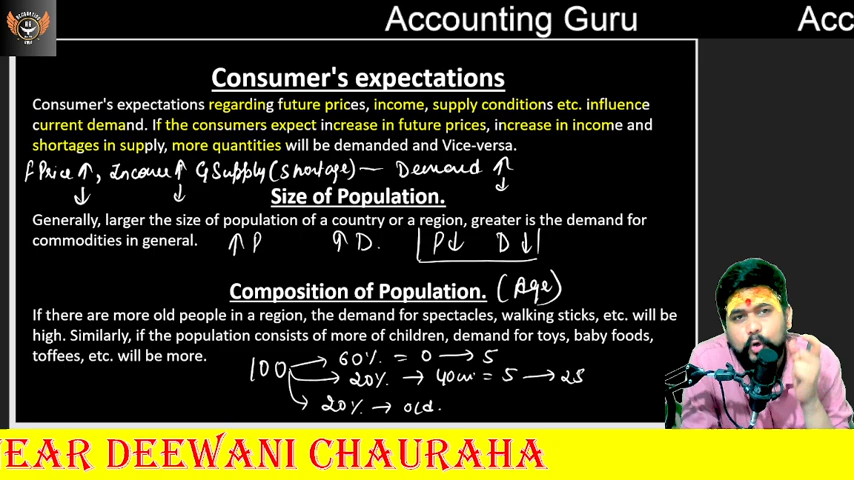 Accounting Guru
Acc
Consumer's expectations
Consumer's expectations regarding future prices, income, supply conditions etc. influence
current demand. If the consumers expect increase in future prices, increase in income and
shortages in supply, more quantities will be demanded and Vice-versa.
f Price ↑, Income ↑ G Supply (Shortage) — Demand ↑
↓ ↓ ↓
Size of Population.
Generally, larger the size of population of a country or a region, greater is the demand for
commodities in general. ↑ P ↑ D. P↓ D↓
Composition of Population. (Age)
If there are more old people in a region, the demand for spectacles, walking sticks, etc. will be
high. Similarly, if the population consists of more of children, demand for toys, baby foods,
toffees, etc. will be more.
100 → 60% = 0 → 5
→ 20% → = 5 → 25
→ 20% → old.
NEAR DEEWANI CHAURAHA